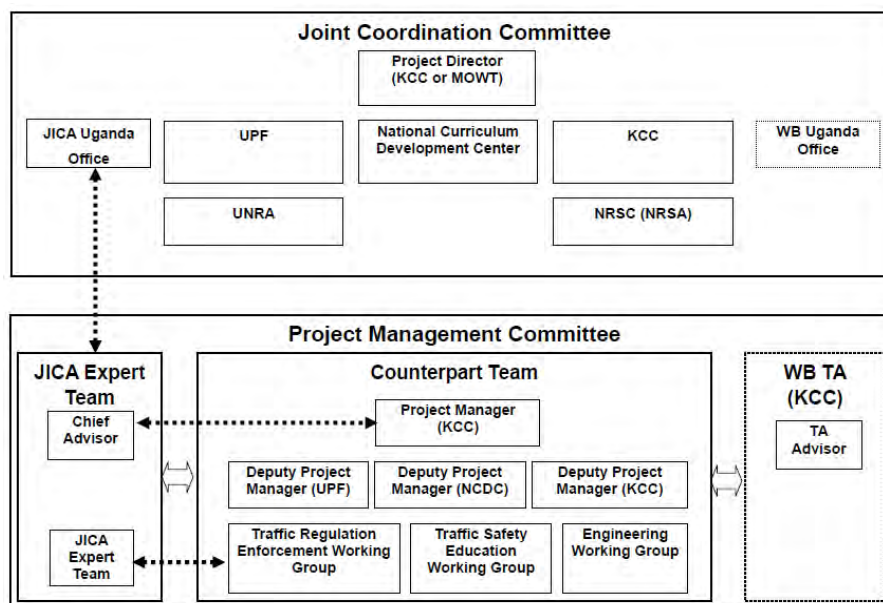 Joint Coordination Committee
Project Director
(KCC or MOWT)
JICA Uganda
Office
UPF
National Curriculum
Development Center
KCC
WB Uganda
Office
UNRA
NRSC (NRSA)
Project Management Committee
JICA Expert
Team
Counterpart Team
WB TA
(KCC)
Chief
Advisor
Project Manager
(KCC)
TA
Advisor
Deputy Project
Manager (UPF)
Deputy Project
Manager (NCDC)
Deputy Project
Manager (KCC)
JICA
Expert
Team
Traffic Regulation
Enforcement Working
Group
Traffic Safety
Education
Working Group
Engineering
Working Group